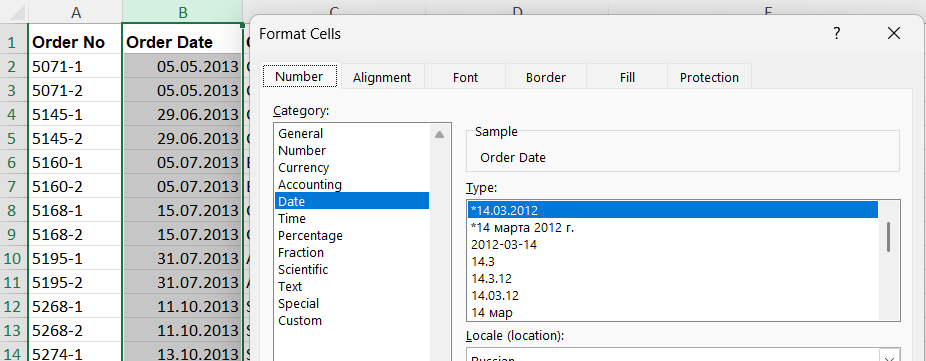 A B C D E
Format Cells ? ✕
1 Order No Order Date
2 5071-1 05.05.2013
3 5071-2 05.05.2013
4 5145-1 29.06.2013
5 5145-2 29.06.2013
6 5160-1 05.07.2013
7 5160-2 05.07.2013
8 5168-1 15.07.2013
9 5168-2 15.07.2013
10 5195-1 31.07.2013
11 5195-2 31.07.2013
12 5268-1 11.10.2013
13 5268-2 11.10.2013
14 5274-1 13.10.2013
Number Alignment Font Border Fill Protection
Category:
General
Number
Currency
Accounting
Date
Time
Percentage
Fraction
Scientific
Text
Special
Custom
Sample
Order Date
Type:
*14.03.2012
*14 марта 2012 г.
2012-03-14
14.3
14.3.12
14.03.12
14 мар
Locale (location):
Russian